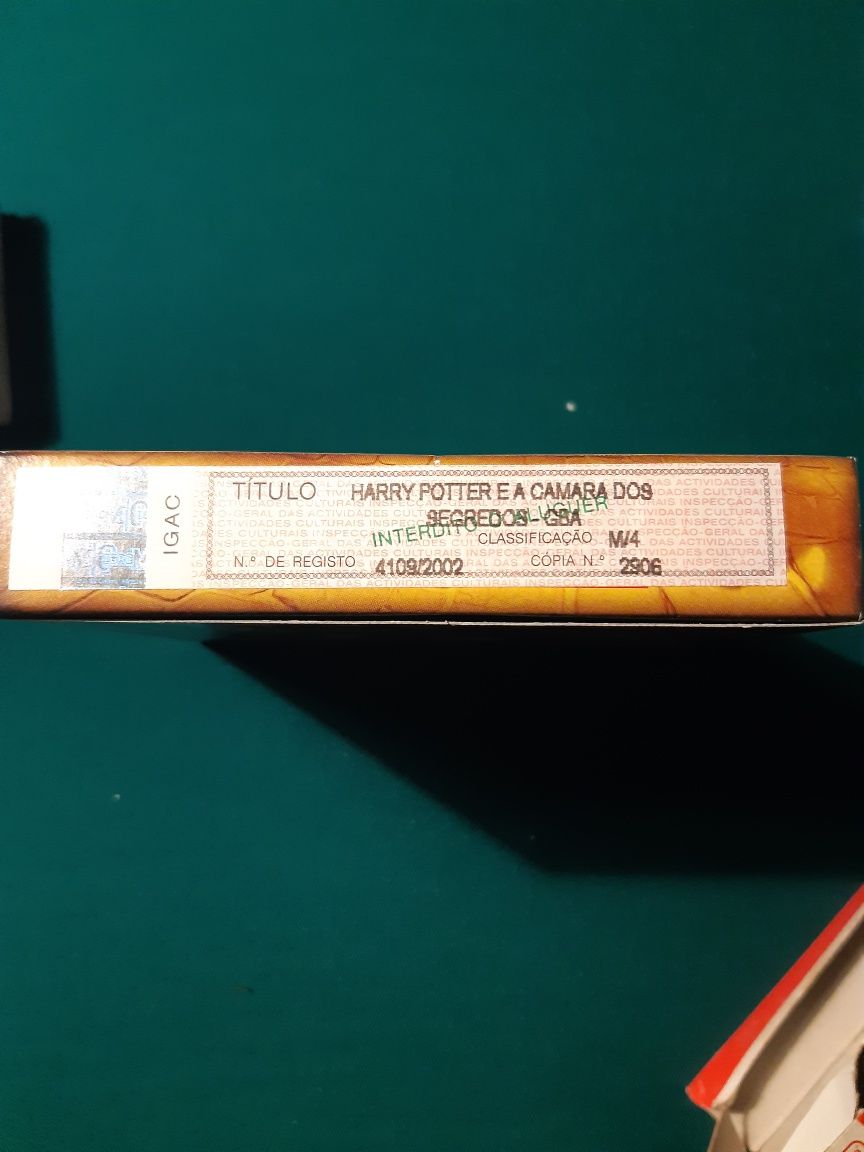 IGAC
TÍTULO HARRY POTTER E A CAMARA DOS
SEGREDOS - GBA
INTERDITO O ALUGUER
CLASSIFICAÇÃO M/4
N.º DE REGISTO 4109/2002 CÓPIA N.º 2906